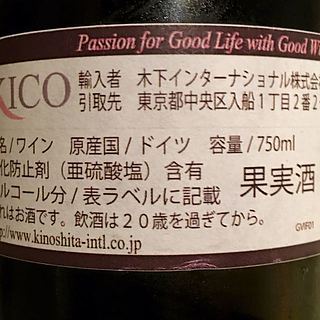 Passion for Good Life with Good Wi
KICO
輸入者 木下インターナショナル株式会
引取先 東京都中央区入船1丁目2番2
名/ワイン 原産国/ドイツ 容量/750ml
化防止剤(亜硫酸塩)含有
ルコール分/表ラベルに記載
果実酒
れはお酒です。飲酒は20歳を過ぎてから。
http://www.kinoshita-intl.co.jp
GWF01